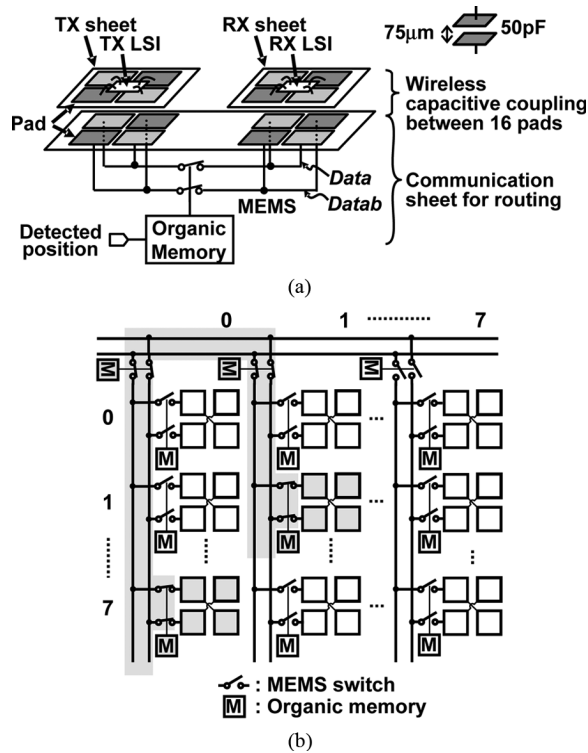 TX sheet
TX LSI
RX sheet
RX LSI
75μm
50pF
Pad
Wireless
capacitive coupling
between 16 pads
Data
Datab
MEMS
Communication
sheet for routing
Detected
position
Organic
Memory
(a)
0 1 ········· 7
M M M
0
M M M
1
M M M
7
M M M
: MEMS switch
M : Organic memory
(b)